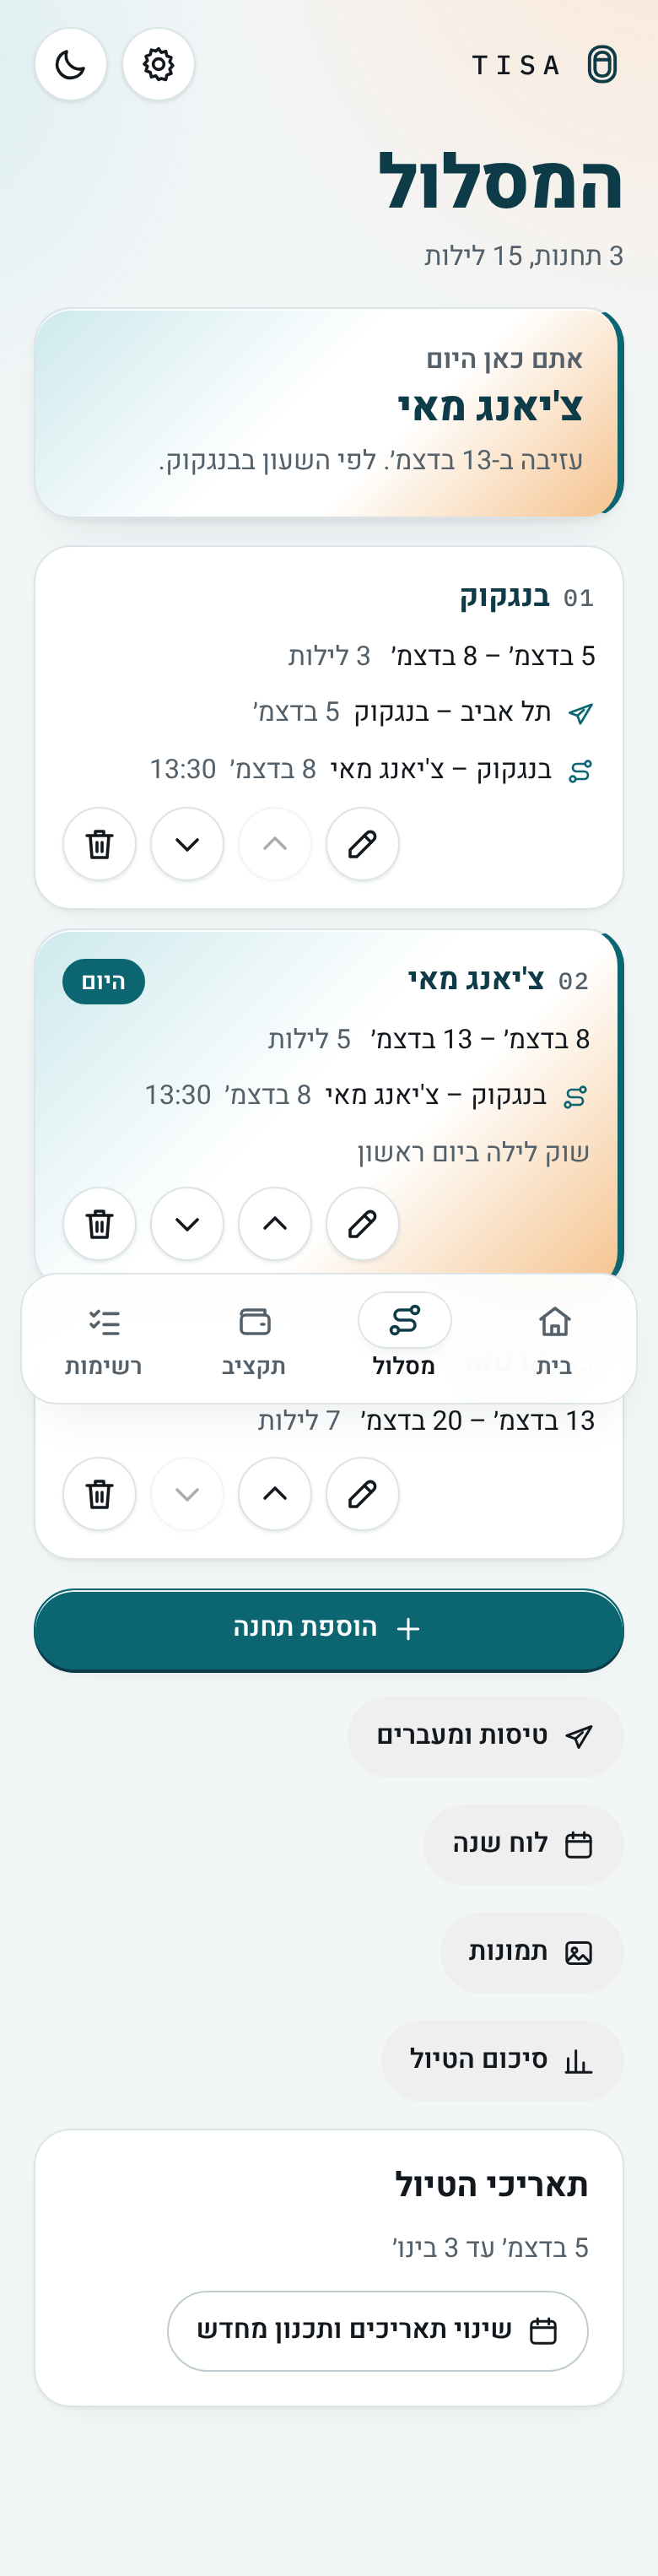 TISA
המסלול
3 תחנות, 15 לילות
אתם כאן היום
צ'יאנג מאי
עזיבה ב-13 בדצמ׳. לפי השעון בבנגקוק.
01 בנגקוק
5 בדצמ׳ – 8 בדצמ׳ 3 לילות
תל אביב – בנגקוק 5 בדצמ׳
בנגקוק – צ'יאנג מאי 8 בדצמ׳ 13:30
02 צ'יאנג מאי היום
8 בדצמ׳ – 13 בדצמ׳ 5 לילות
בנגקוק – צ'יאנג מאי 8 בדצמ׳ 13:30
שוק לילה ביום ראשון
בית מסלול תקציב רשימות
13 בדצמ׳ – 20 בדצמ׳ 7 לילות
הוספת תחנה
טיסות ומעברים
לוח שנה
תמונות
סיכום הטיול
תאריכי הטיול
5 בדצמ׳ עד 3 בינו׳
שינוי תאריכים ותכנון מחדש